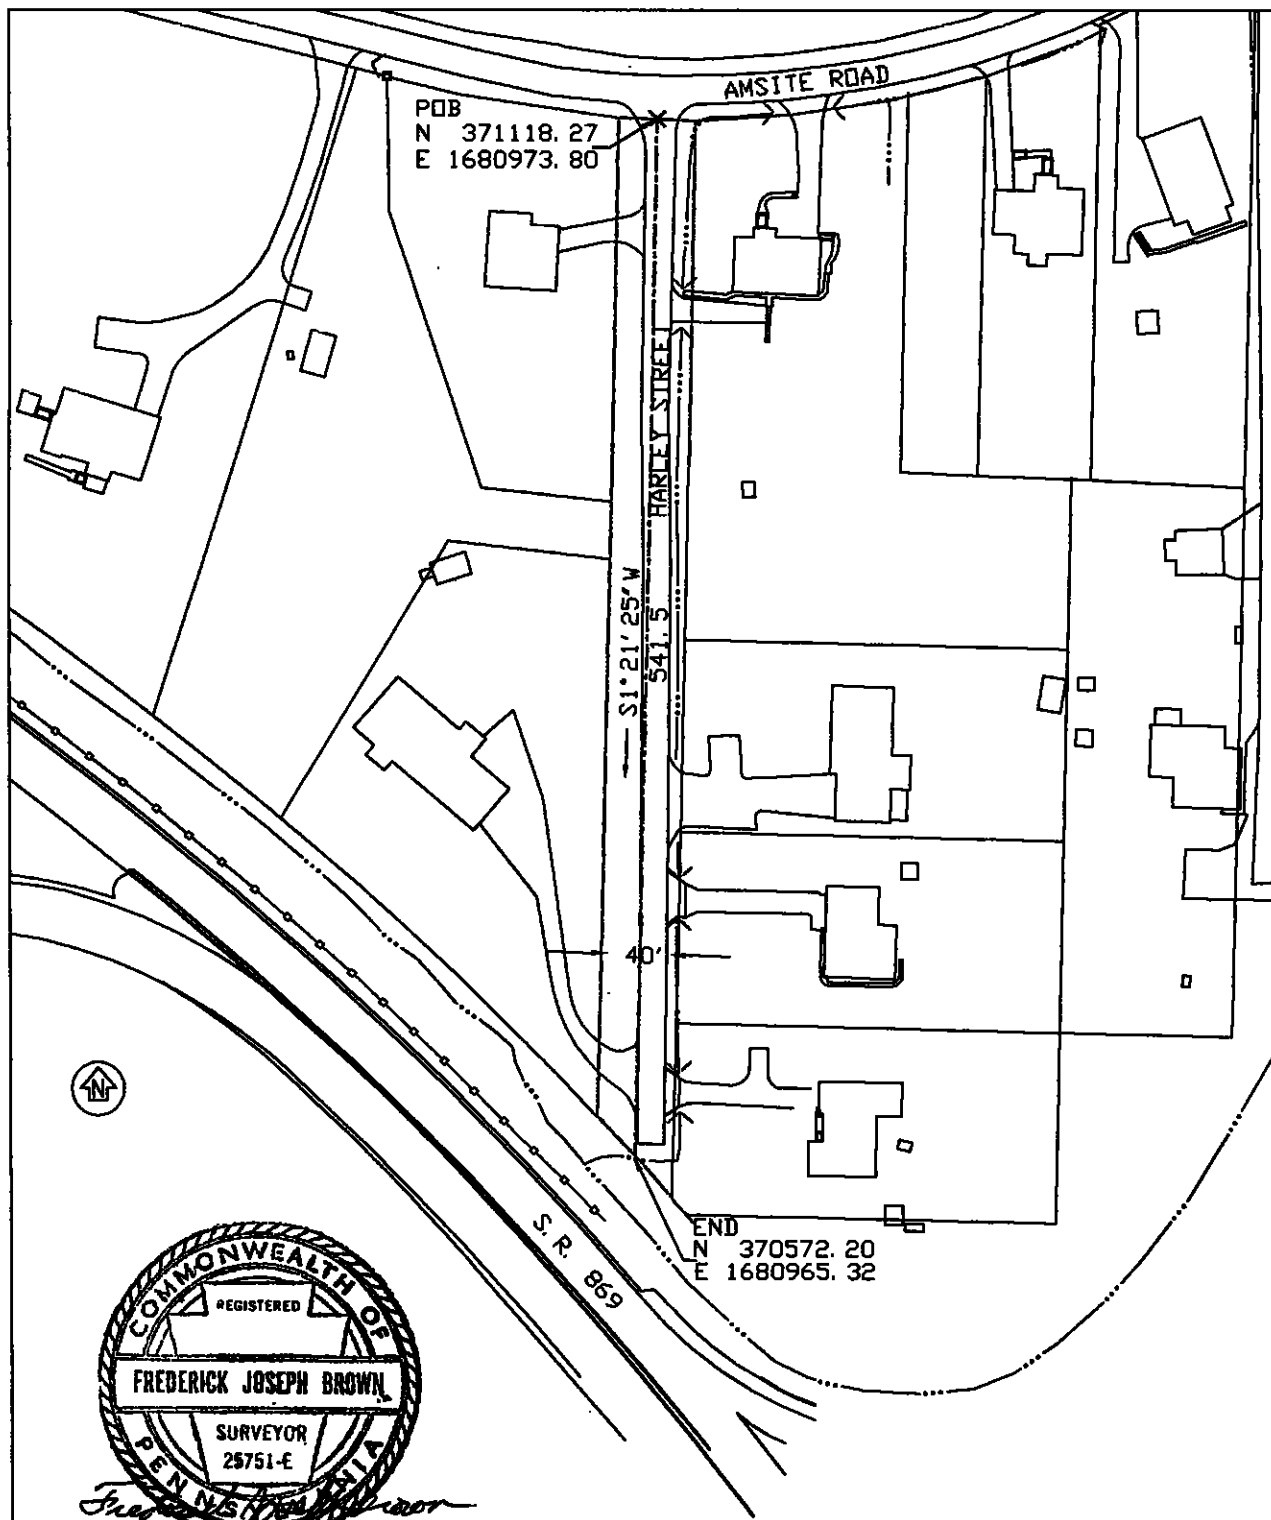 AMSITE ROAD
POB
N 371118.27
E 1680973.80
HARLEY STREET
S1°21'25"W
541.5
40'
N
END
N 370572.20
E 1680965.32
S. R. 869
COMMONWEALTH OF
REGISTERED
FREDERICK JOSEPH BROWN
SURVEYOR
25751-E
PENNSYLVANIA